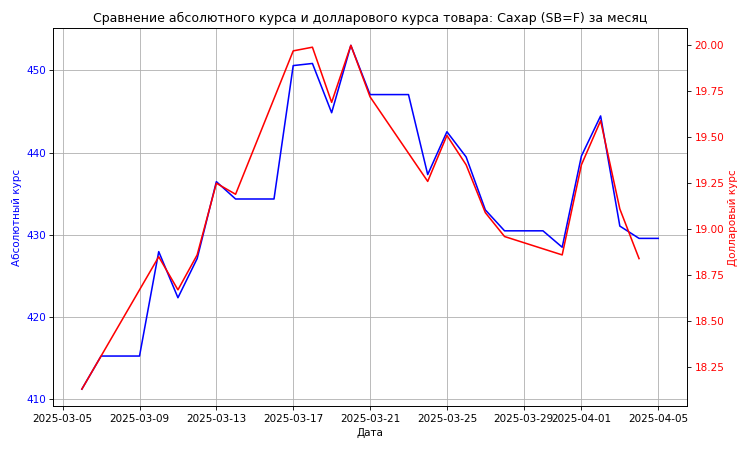 Сравнение абсолютного курса и долларового курса товара: Сахар (SB=F) за месяц
Абсолютный курс
450
440
430
420
410
20.00
19.75
19.50
19.25
19.00
18.75
18.50
18.25
Долларовый курс
2025-03-05 2025-03-09 2025-03-13 2025-03-17 2025-03-21 2025-03-25 2025-03-29 2025-04-01 2025-04-05
Дата